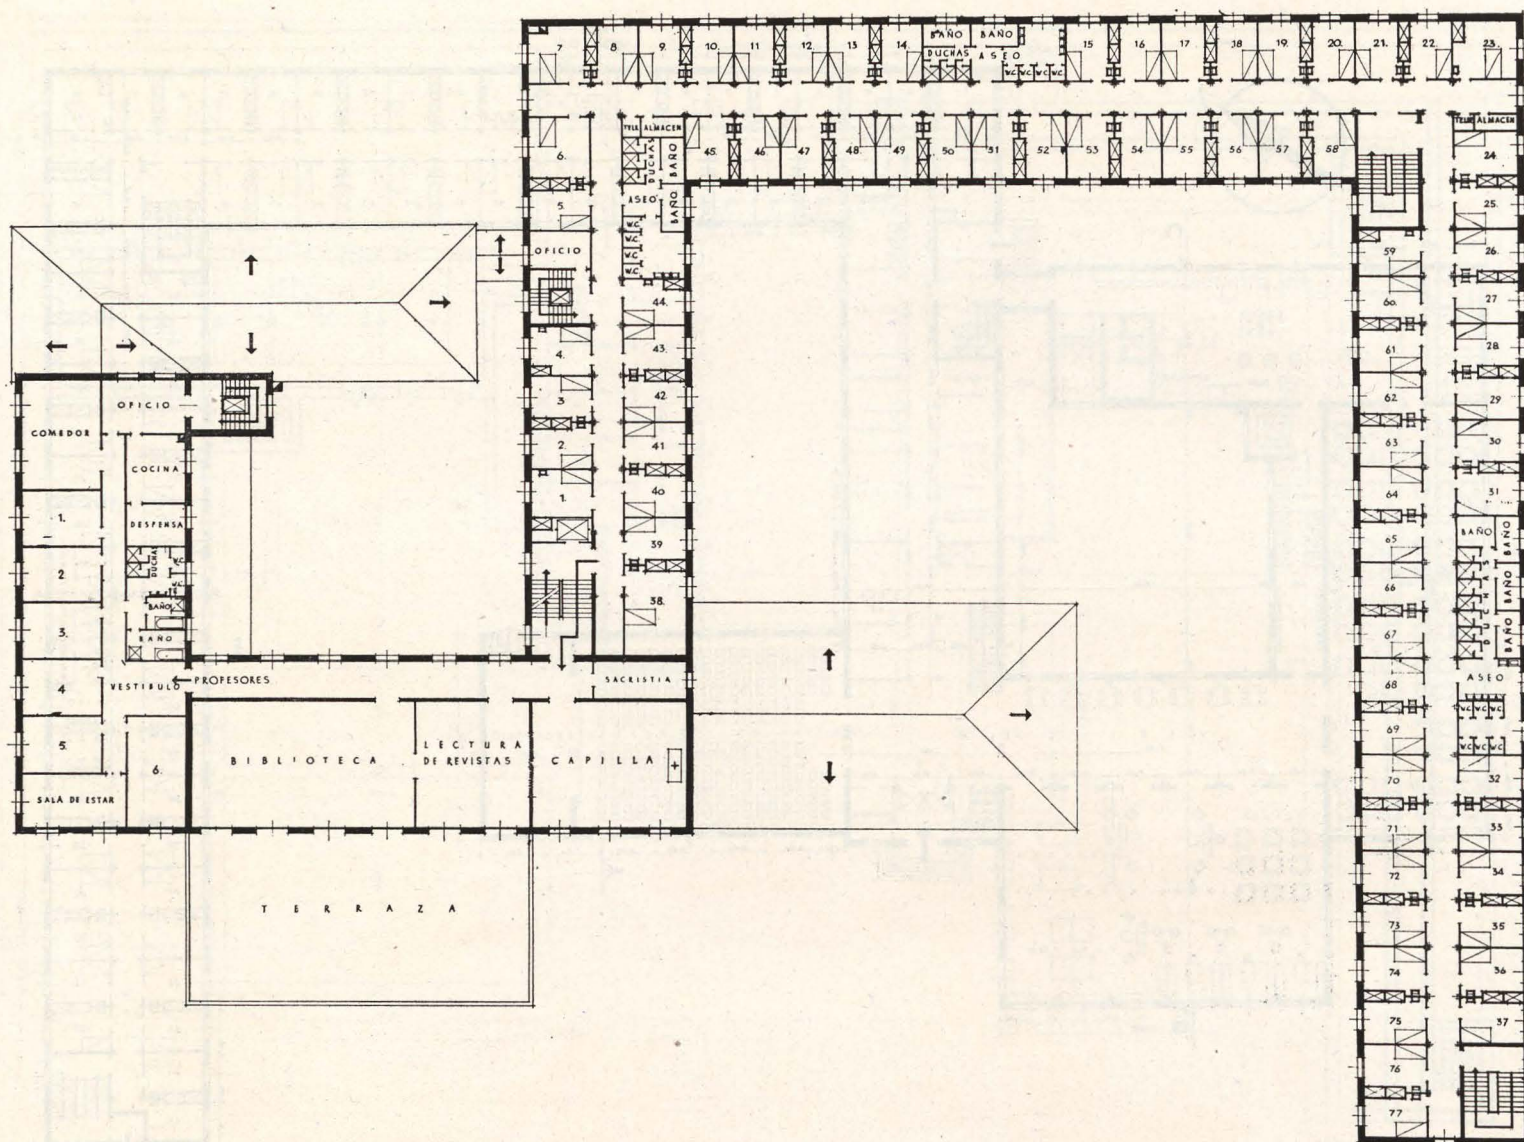 7. 8. 9. 10. 11. 12. 13. 14. BAÑO BAÑO 15. 16. 17. 18. 19. 20. 21. 22. 23.
DUCHAS ASEO
W.C. W.C. W.C. W.C.
6. TELE. ALMACEN 45. 46. 47. 48. 49. 50. 51. 52. 53. 54. 55. 56. 57. 58. TELE. ALMACEN
DUCHAS BAÑO
24.
5. ASEO BAÑO
25.
OFICIO
W.C.
W.C.
W.C.
59. 26.
44. 60. 27.
4. 43. 61. 28.
3. 42. 62. 29.
2. 41. 63. 30.
1. 40. 64. 31.
39. 65. BAÑO BAÑO
38. 66. DUCHAS BAÑO
67. BAÑO
68. ASEO
W.C. W.C. W.C.
69. W.C. W.C. W.C.
70. 32.
71. 33.
72. 34.
73. 35.
74. 36.
75. 37.
76.
77.
OFICIO
COMEDOR
COCINA
1. DESPENSA
2. DUCHAS W.C.
W.C.
BAÑO
3. BAÑO
4. VESTIBULO PROFESORES SACRISTIA
5. 6. BIBLIOTECA LECTURA
DE REVISTAS CAPILLA
SALA DE ESTAR
TERRAZA